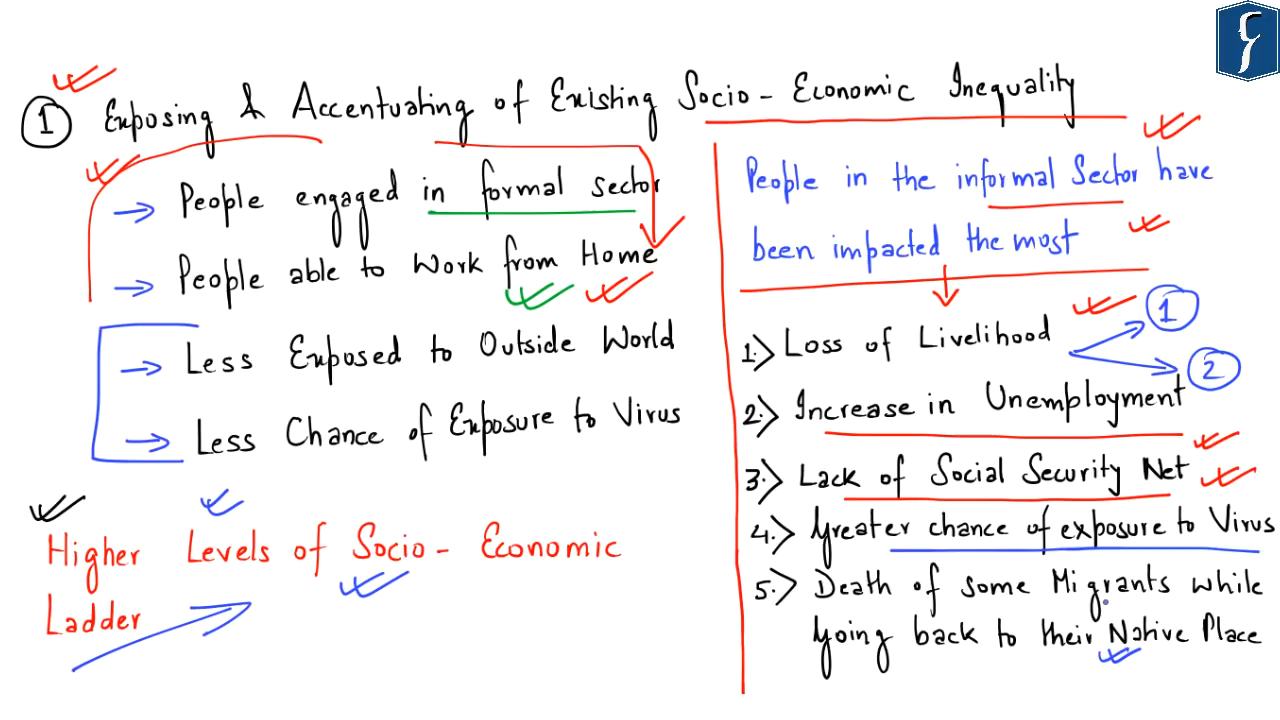 1 Exposing & Accentuating of Existing Socio - Economic Inequality
→ People engaged in formal sector
→ People able to Work from Home
→ Less Exposed to Outside World
→ Less Chance of Exposure to Virus
Higher Levels of Socio - Economic
Ladder
People in the informal Sector have
been impacted the most
1.> Loss of Livelihood
1
2
2.> Increase in Unemployment
3.> Lack of Social Security Net
4.> Greater chance of exposure to Virus
5.> Death of some Migrants while
going back to their Native Place